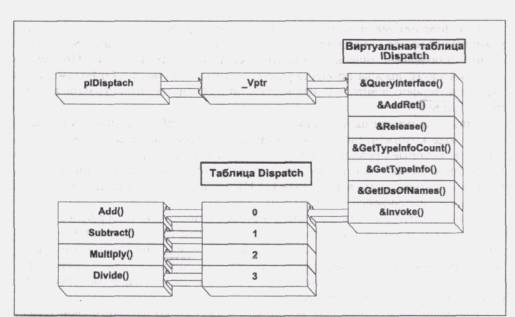 Виртуальная таблица
IDispatch
pIDisptach
_Vptr
&QueryInterface()
&AddRet()
&Release()
&GetTypeInfoCount()
&GetTypeInfo()
&GetIDsOfNames()
&Invoke()
Таблица Dispatch
Add()
0
Subtract()
1
Multiply()
2
Divide()
3